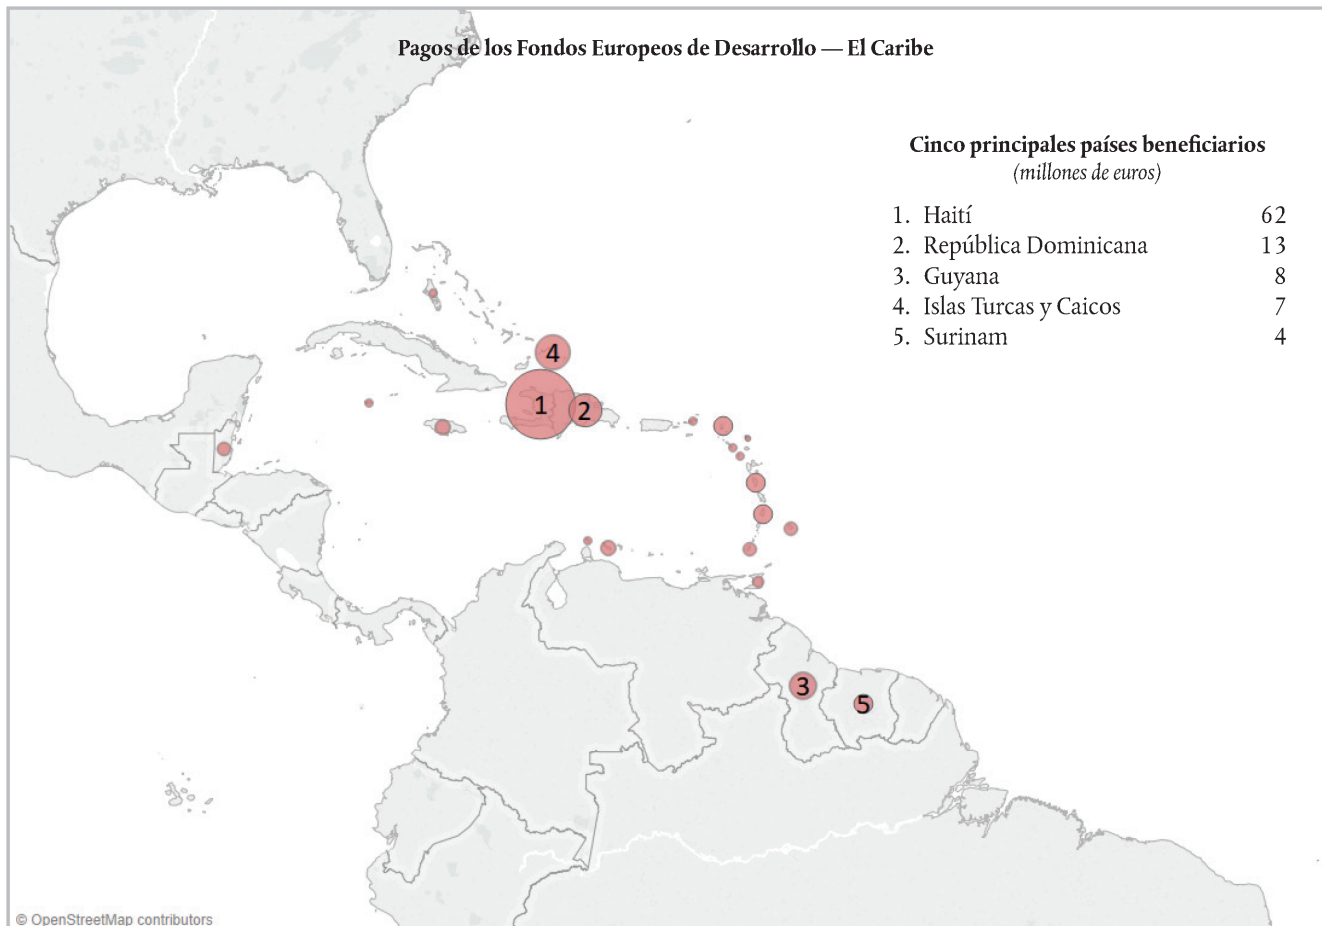 Pagos de los Fondos Europeos de Desarrollo — El Caribe
Cinco principales países beneficiarios
(millones de euros)
1. Haití 62
2. República Dominicana 13
3. Guyana 8
4. Islas Turcas y Caicos 7
5. Surinam 4
4
1
2
3
5
© OpenStreetMap contributors